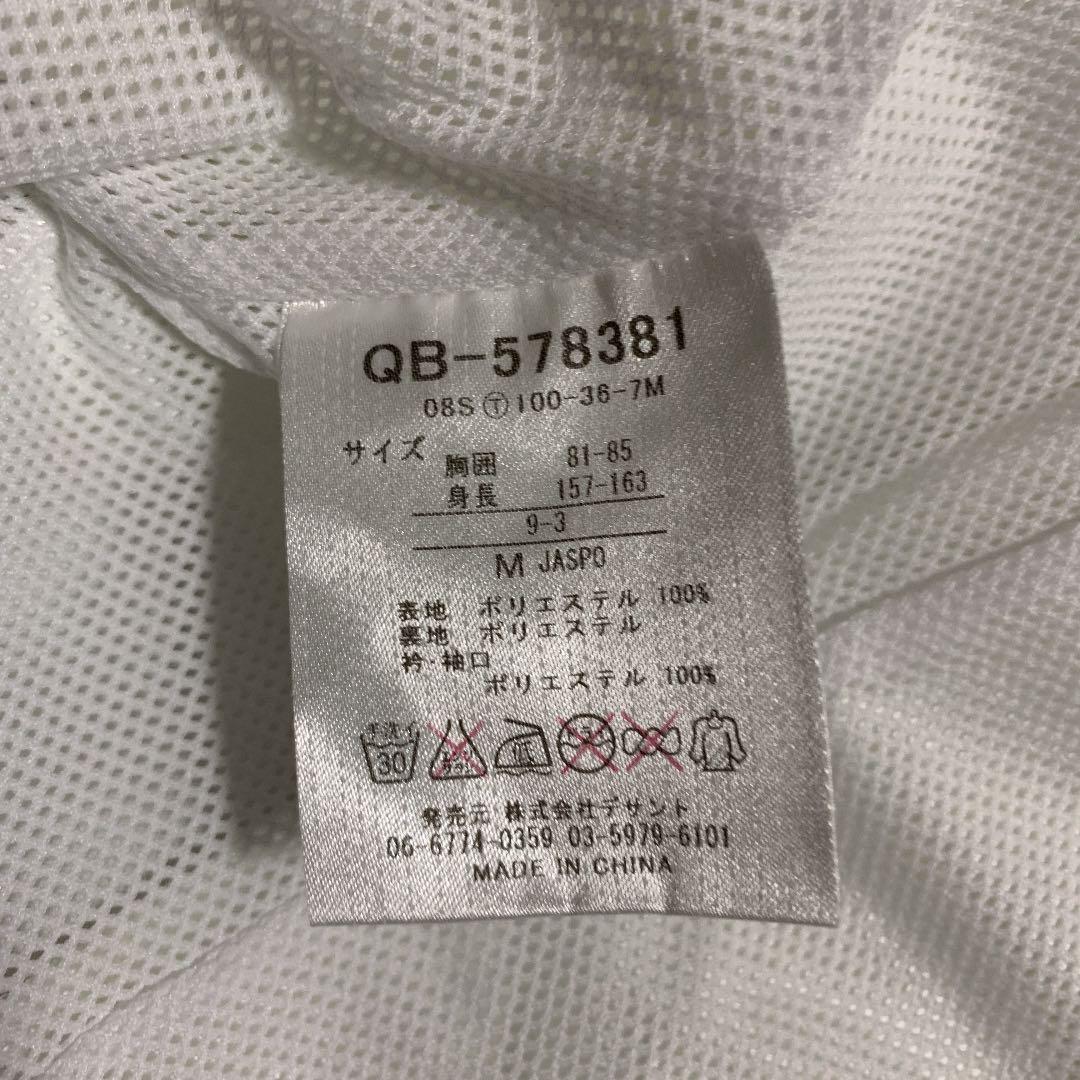 QB-578381
08S Ⓣ 100-36-7M
サイズ 胸囲 81-85
身長 157-163
9-3
M JASPO
表地 ポリエステル 100%
裏地 ポリエステル
衿・袖口
ポリエステル 100%
手洗イ
30
低
発売元 株式会社デサント
06-6774-0359 03-5979-6101
MADE IN CHINA